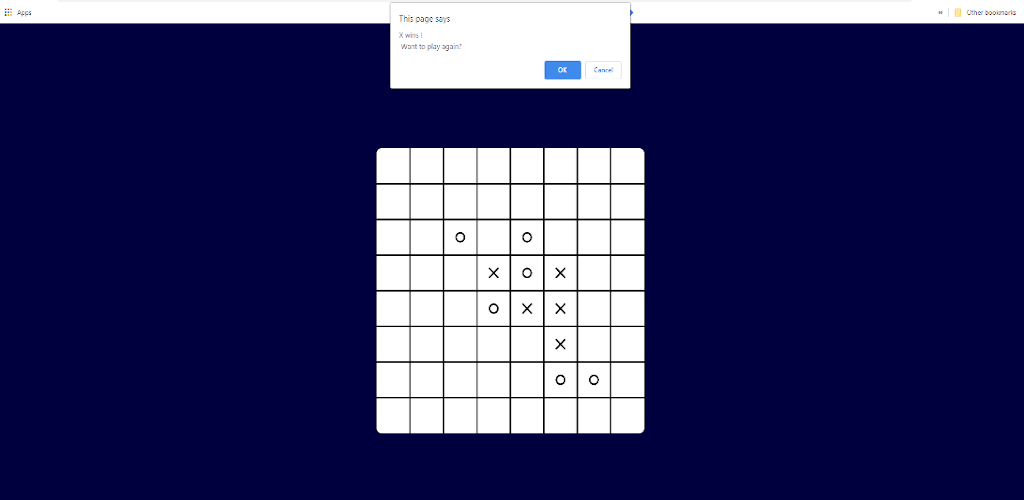 This page says
Apps
» Other bookmarks
X wins !
Want to play again?
OK Cancel
O O
X O X
O X X
X
O O